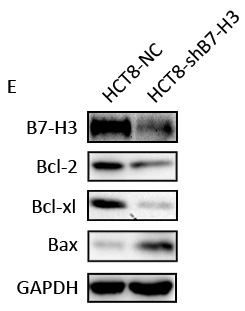 E
HCT8-NC
HCT8-shB7-H3
B7-H3
Bcl-2
Bcl-xl
Bax
GAPDH